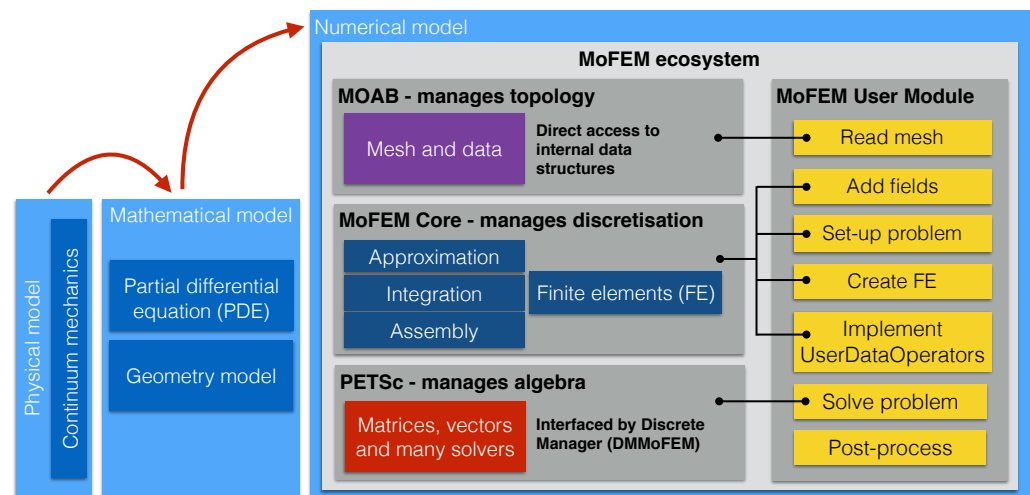 Physical model
Continuum mechanics
Mathematical model
Partial differential
equation (PDE)
Geometry model
Numerical model
MoFEM ecosystem
MOAB - manages topology
Mesh and data
Direct access to
internal data
structures
MoFEM Core - manages discretisation
Approximation
Integration
Assembly
Finite elements (FE)
PETSc - manages algebra
Matrices, vectors
and many solvers
Interfaced by Discrete
Manager (DMMoFEM)
MoFEM User Module
Read mesh
Add fields
Set-up problem
Create FE
Implement
UserDataOperators
Solve problem
Post-process